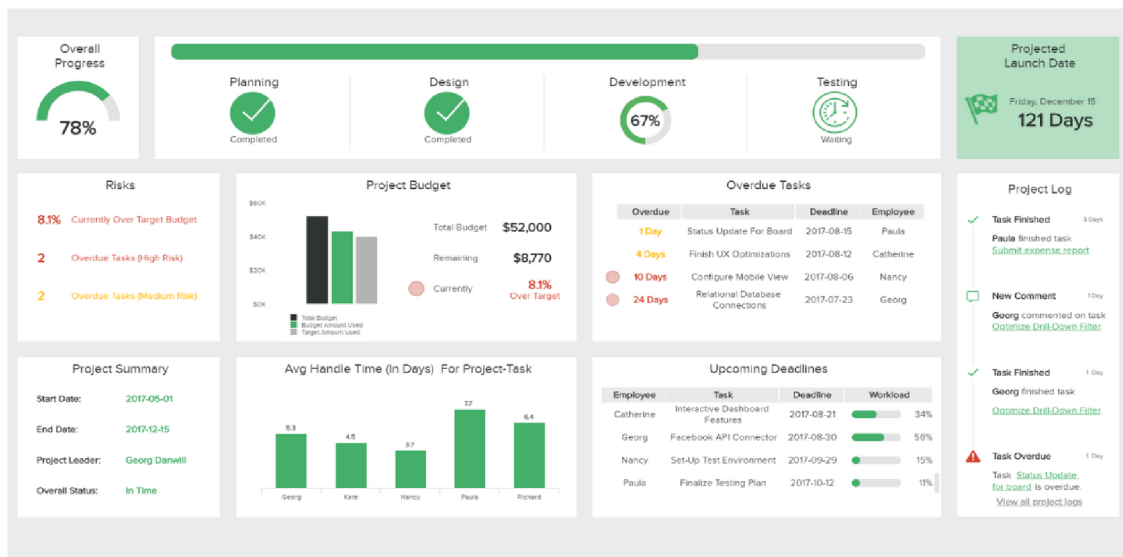 Overall
Progress
78%
Planning
Completed
Design
Completed
Development
67%
Testing
Waiting
Projected
Launch Date
Friday, December 15
121 Days
Risks
8.1% Currently Over Target Budget
2 Overdue Tasks (High Risk)
2 Overdue Tasks (Medium Risk)
Project Budget
$60K
$40K
$20K
$0K
Total Budget
Budget Amount Used
Target Amount Used
Total Budget $52,000
Remaining $8,770
Currently 8.1%
Over Target
Overdue Tasks
Overdue Task Deadline Employee
1 Day Status Update For Board 2017-08-15 Paula
4 Days Finish UX Optimizations 2017-08-12 Catherine
10 Days Configure Mobile View 2017-08-06 Nancy
24 Days Relational Database Connections 2017-07-23 Georg
Project Log
Task Finished 3 Days
Paula finished task
Submit expense report
New Comment 1 Day
Georg commented on task
Optimize Drill-Down Filter
Task Finished 1 Day
Georg finished task
Optimize Drill-Down Filter
Task Overdue 1 Day
Task Status Update
for board is overdue.
View all project logs
Project Summary
Start Date: 2017-05-01
End Date: 2017-12-15
Project Leader: Georg Danwill
Overall Status: In Time
Avg Handle Time (In Days) For Project-Task
5.3
4.5
3.7
7.7
6.4
Georg Kate Nancy Paula Richard
Upcoming Deadlines
Employee Task Deadline Workload
Catherine Interactive Dashboard Features 2017-08-21 34%
Georg Facebook API Connector 2017-08-30 56%
Nancy Set-Up Test Environment 2017-09-29 15%
Paula Finalize Testing Plan 2017-10-12 11%